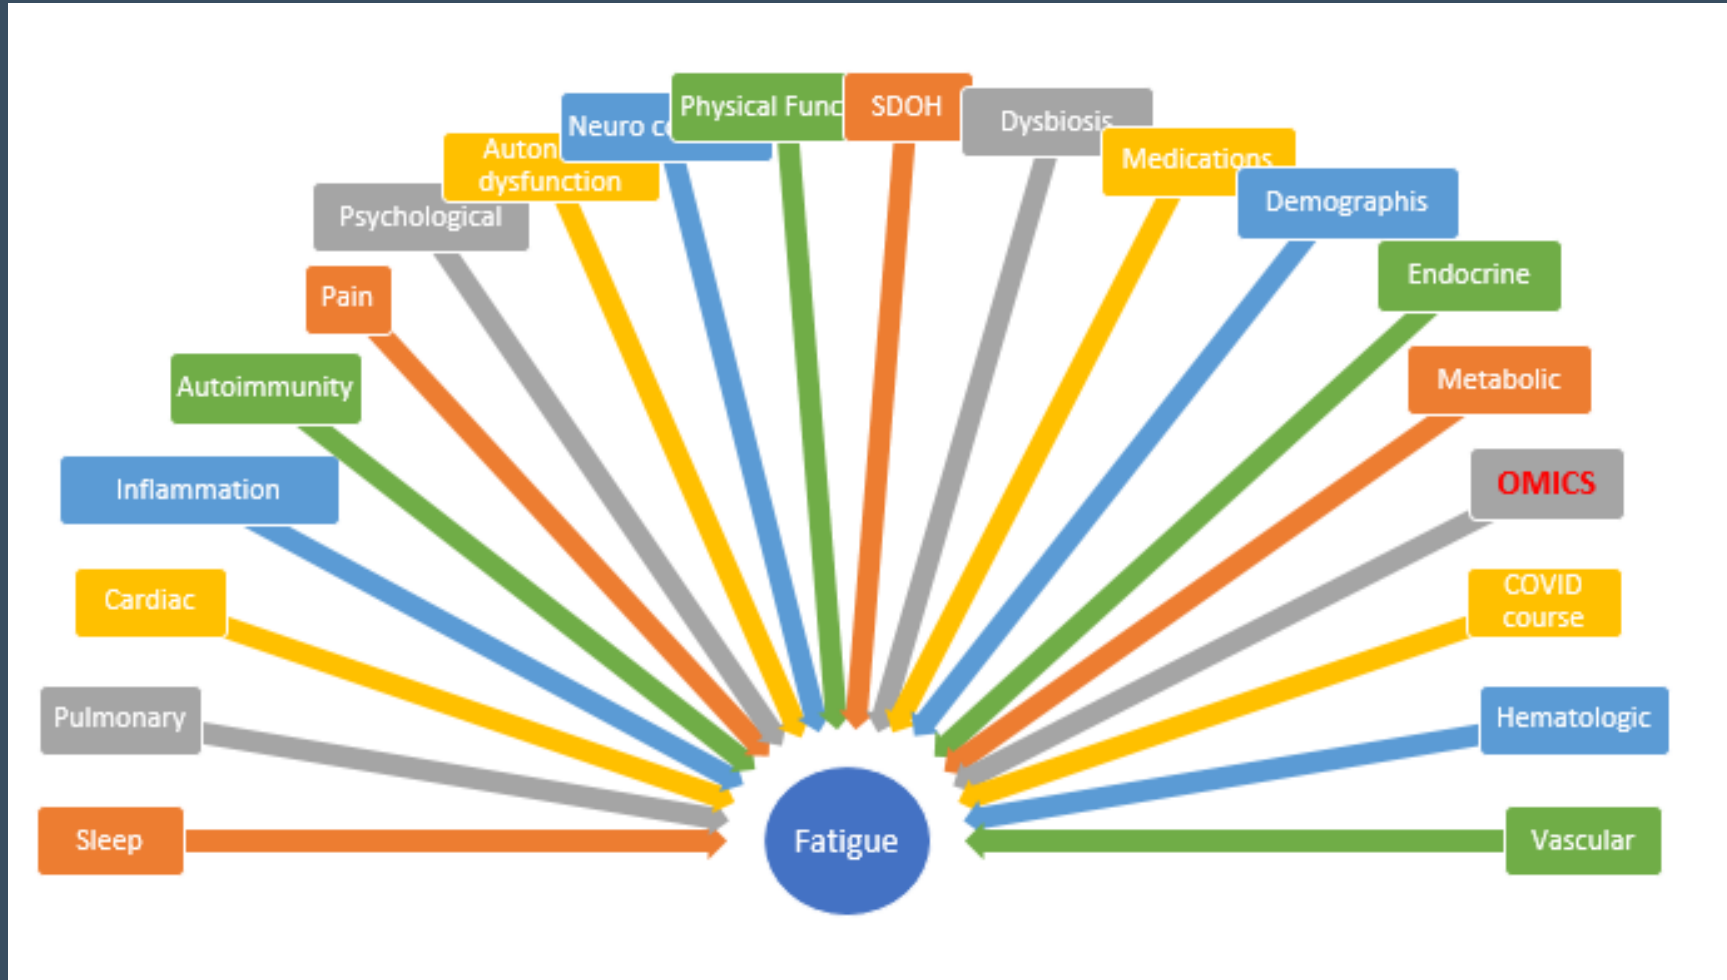 Physical Func
SDOH
Dysbiosis
Neuro
Medications
dysfunction
Demographis
Psychological
Endocrine
Pain
Metabolic
Autoimmunity
OMICS
Inflammation
COVID
course
Cardiac
Hematologic
Pulmonary
Sleep
Fatigue
Vascular